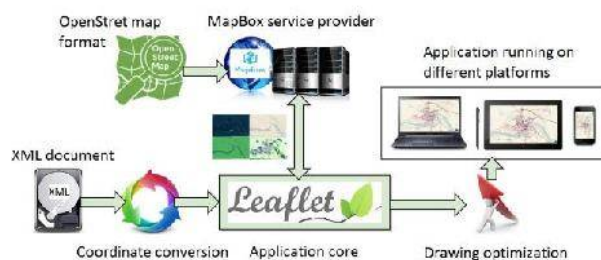 OpenStret map
format
MapBox service provider
Open
Street
Map
Application running on
different platforms
XML document
XML
Leaflet
Coordinate conversion
Application core
Drawing optimization